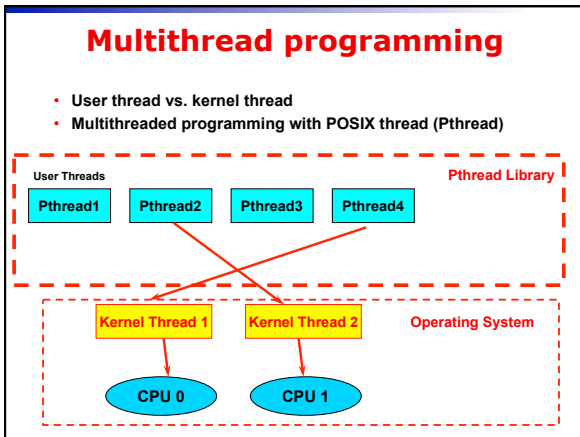 Multithread programming
• User thread vs. kernel thread
• Multithreaded programming with POSIX thread (Pthread)
User Threads
Pthread Library
Pthread1 Pthread2 Pthread3 Pthread4
Kernel Thread 1 Kernel Thread 2 Operating System
CPU 0 CPU 1